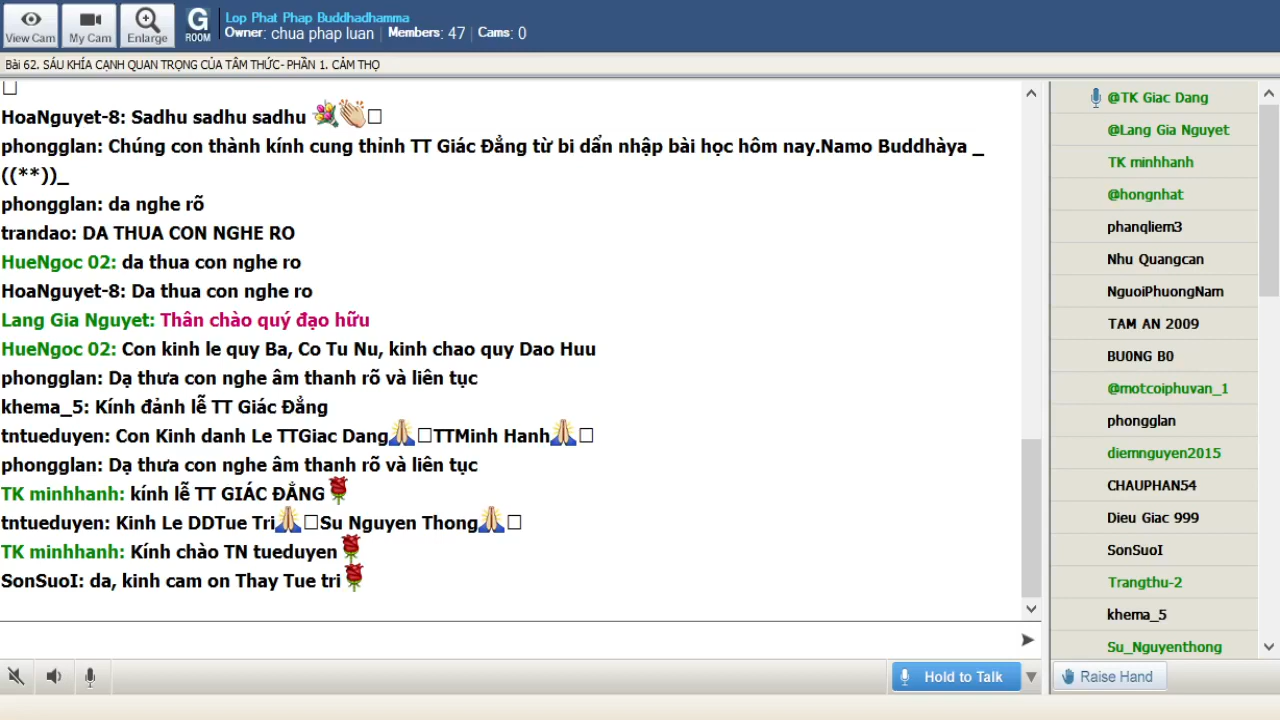 View Cam
My Cam
Enlarge
G
ROOM
Lop Phat Phap Buddhadhamma
Owner: chua phap luan | Members: 47 | Cams: 0
Bài 62. SÁU KHÍA CẠNH QUAN TRỌNG CỦA TÂM THỨC- PHẦN 1. CẢM THỌ
HoaNguyet-8: Sadhu sadhu sadhu
phongglan: Chúng con thành kính cung thỉnh TT Giác Đẳng từ bi dẩn nhập bài học hôm nay.Namo Buddhàya _
((**))_
phongglan: da nghe rõ
trandao: DA THUA CON NGHE RO
HueNgoc 02: da thua con nghe ro
HoaNguyet-8: Da thua con nghe ro
Lang Gia Nguyet: Thân chào quý đạo hữu
HueNgoc 02: Con kinh le quy Ba, Co Tu Nu, kinh chao quy Dao Huu
phongglan: Dạ thưa con nghe âm thanh rõ và liên tục
khema_5: Kính đảnh lễ TT Giác Đẳng
tntueduyen: Con Kinh danh Le TTGiac Dang TTMinh Hanh
phongglan: Dạ thưa con nghe âm thanh rõ và liên tục
TK minhhanh: kính lễ TT GIÁC ĐẲNG
tntueduyen: Kinh Le DDTue Tri Su Nguyen Thong
TK minhhanh: Kính chào TN tueduyen
SonSuoI: da, kinh cam on Thay Tue tri
Hold to Talk
@TK Giac Dang
@Lang Gia Nguyet
TK minhhanh
@hongnhat
phanqliem3
Nhu Quangcan
NguoiPhuongNam
TAM AN 2009
BU0NG B0
@motcoiphuvan_1
phongglan
diemnguyen2015
CHAUPHAN54
Dieu Giac 999
SonSuoI
Trangthu-2
khema_5
Su_Nguyenthong
Raise Hand